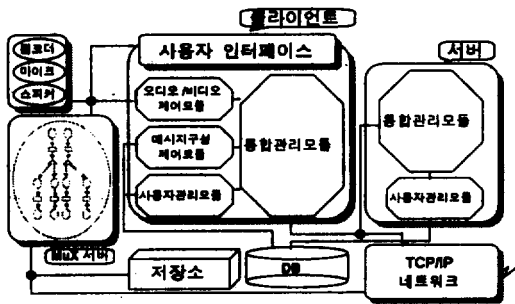 클라이언트
사용자 인터페이스
서버
캠코더
마이크
스피커
오디오/비디오
제어모듈
메시지구성
제어모듈
사용자관리모듈
통합관리모듈
통합관리모듈
사용자관리모듈
MuX 서버
저장소
DB
TCP/IP
네트워크